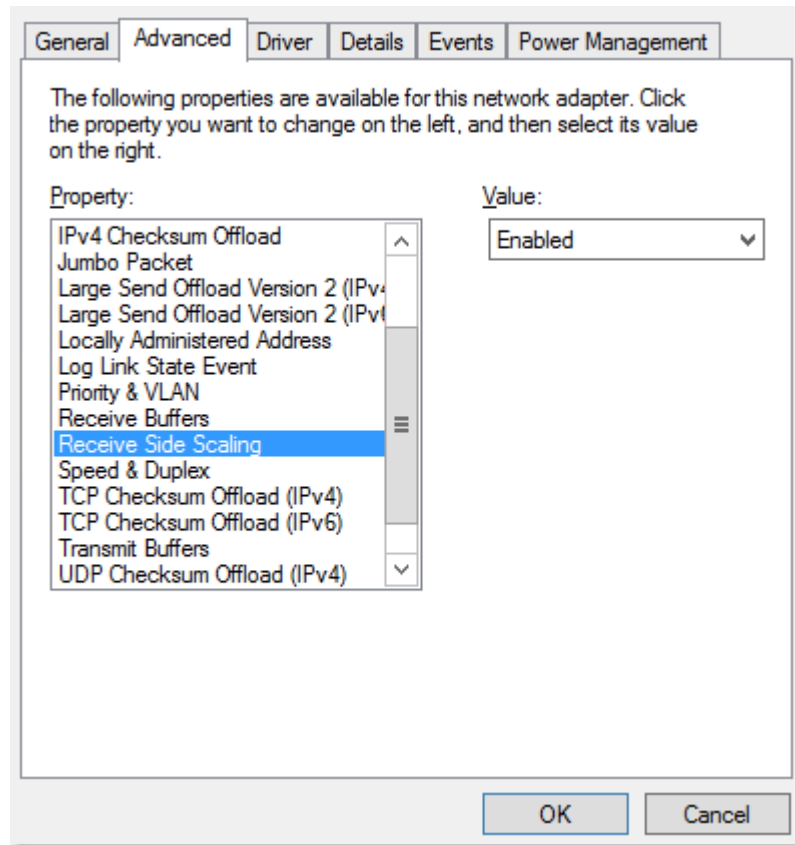 General Advanced Driver Details Events Power Management
The following properties are available for this network adapter. Click
the property you want to change on the left, and then select its value
on the right.
Property:
Value:
IPv4 Checksum Offload
Jumbo Packet
Large Send Offload Version 2 (IPv4
Large Send Offload Version 2 (IPv6
Locally Administered Address
Log Link State Event
Priority & VLAN
Receive Buffers
Receive Side Scaling
Speed & Duplex
TCP Checksum Offload (IPv4)
TCP Checksum Offload (IPv6)
Transmit Buffers
UDP Checksum Offload (IPv4)
Enabled
OK Cancel